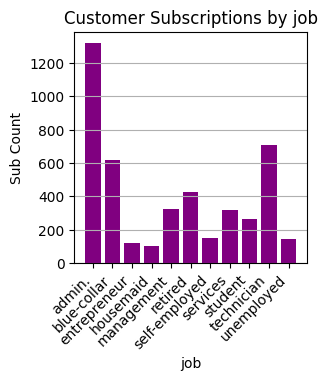 Customer Subscriptions by job
Sub Count
1200
1000
800
600
400
200
0
admin.
blue-collar
entrepreneur
housemaid
management
retired
self-employed
services
student
technician
unemployed
job